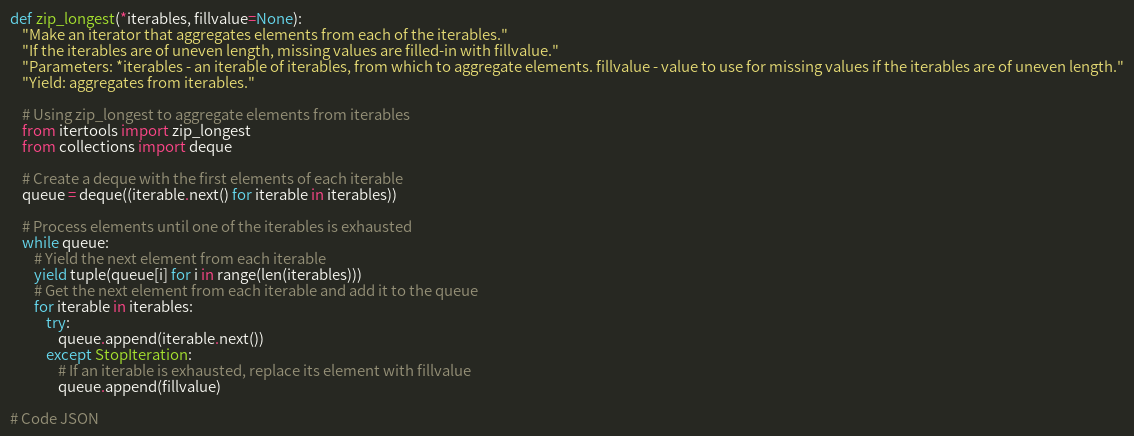 def zip_longest(*iterables, fillvalue=None):
    "Make an iterator that aggregates elements from each of the iterables."
    "If the iterables are of uneven length, missing values are filled-in with fillvalue."
    "Parameters: *iterables - an iterable of iterables, from which to aggregate elements. fillvalue - value to use for missing values if the iterables are of uneven length."
    "Yield: aggregates from iterables."

    # Using zip_longest to aggregate elements from iterables
    from itertools import zip_longest
    from collections import deque

    # Create a deque with the first elements of each iterable
    queue = deque((iterable.next() for iterable in iterables))

    # Process elements until one of the iterables is exhausted
    while queue:
        # Yield the next element from each iterable
        yield tuple(queue[i] for i in range(len(iterables)))
        # Get the next element from each iterable and add it to the queue
        for iterable in iterables:
            try:
                queue.append(iterable.next())
            except StopIteration:
                # If an iterable is exhausted, replace its element with fillvalue
                queue.append(fillvalue)

# Code JSON